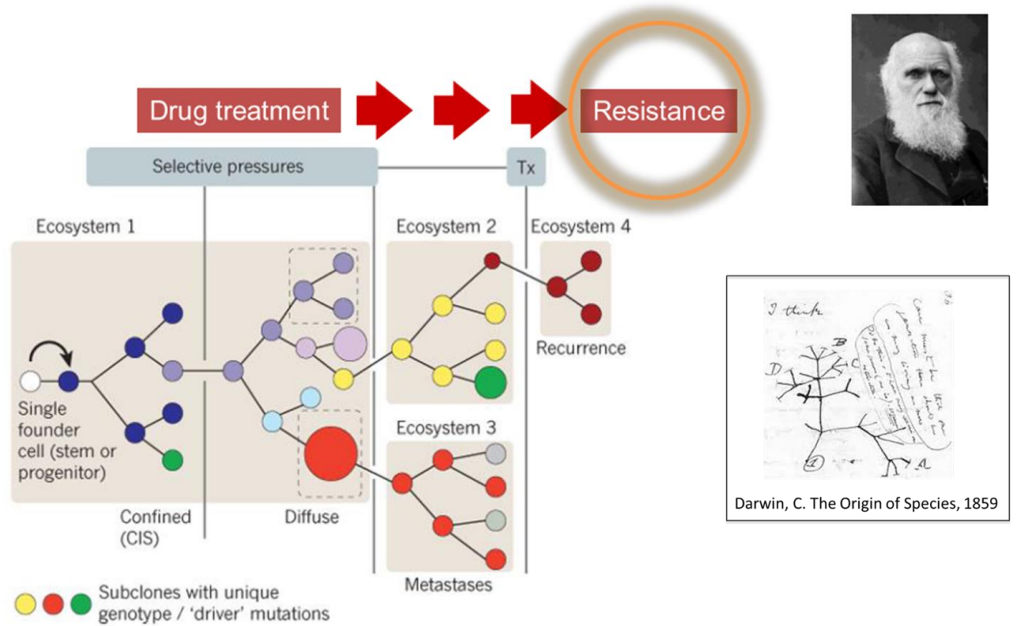 Drug treatment
Resistance
Selective pressures
Tx
Ecosystem 1
Ecosystem 2
Ecosystem 4
Recurrence
Single
founder
cell (stem or
progenitor)
Ecosystem 3
Confined
(CIS)
Diffuse
Metastases
Subclones with unique
genotype / ‘driver’ mutations
I think
B
C
D
A
1
Darwin, C. The Origin of Species, 1859